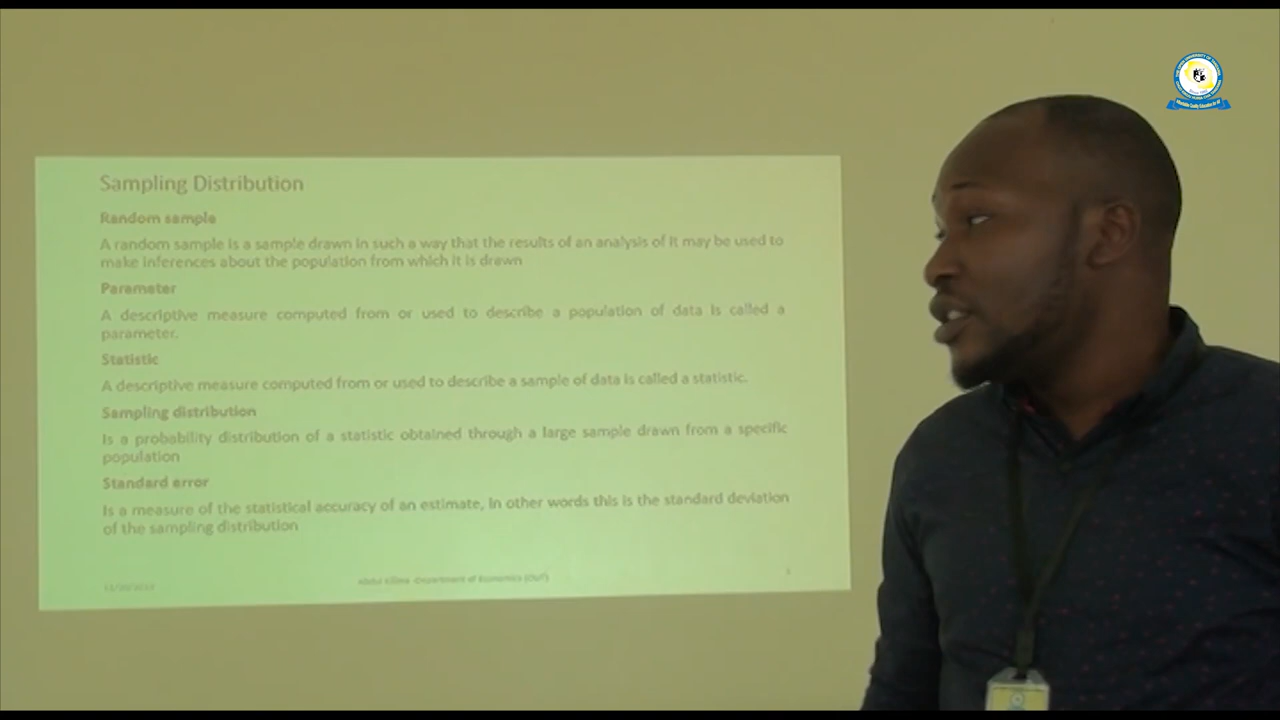 Sampling Distribution
Random sample
A random sample is a sample drawn in such a way that the results of an analysis of it may be used to
make inferences about the population from which it is drawn
Parameter
A descriptive measure computed from or used to describe a population of data is called a
parameter.
Statistic
A descriptive measure computed from or used to describe a sample of data is called a statistic.
Sampling distribution
Is a probability distribution of a statistic obtained through a large sample drawn from a specific
population
Standard error
Is a measure of the statistical accuracy of an estimate, In other words this is the standard deviation
of the sampling distribution
Abdul -Department of Economics (OUT)